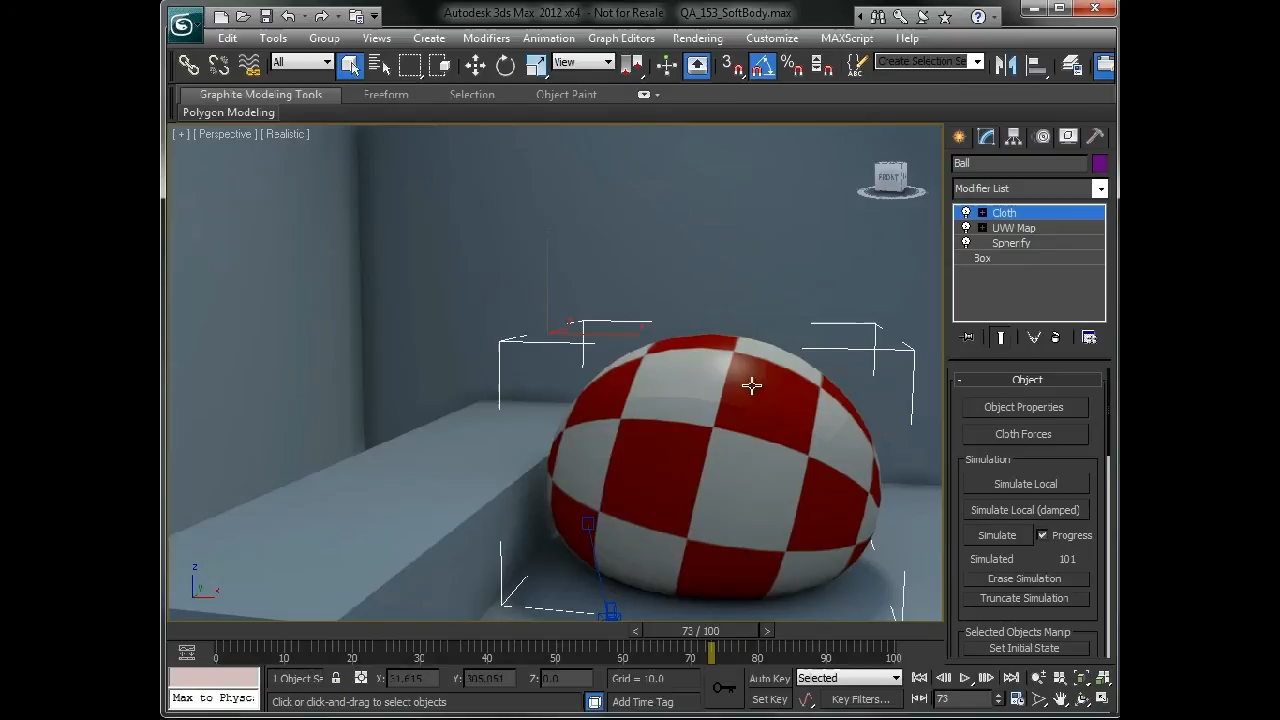 Autodesk 3ds Max 2012 x64 - Not for Resale QA_153_SoftBody.max
Edit Tools Group Views Create Modifiers Animation Graph Editors Rendering Customize MAXScript Help
All View 3 Create Selection Se
Graphite Modeling Tools Freeform Selection Object Paint
Polygon Modeling
[ + ] [ Perspective ] [ Realistic ]
FRONT
Ball
Modifier List
Cloth
UVW Map
Spherify
Box
- Object
Object Properties
Cloth Forces
Simulation
Simulate Local
Simulate Local (damped)
Simulate Progress
Simulated 101
Erase Simulation
Truncate Simulation
Selected Objects Manip
Set Initial State
z
y x
< 73 / 100 >
0 10 20 30 40 50 60 70 80 90 100
1 Object Se X: 31.615 Y: 305.051 Z: 0.0 Grid = 10.0 Auto Key Selected
Max to Physc. Click or click-and-drag to select objects Add Time Tag Set Key Key Filters... 73